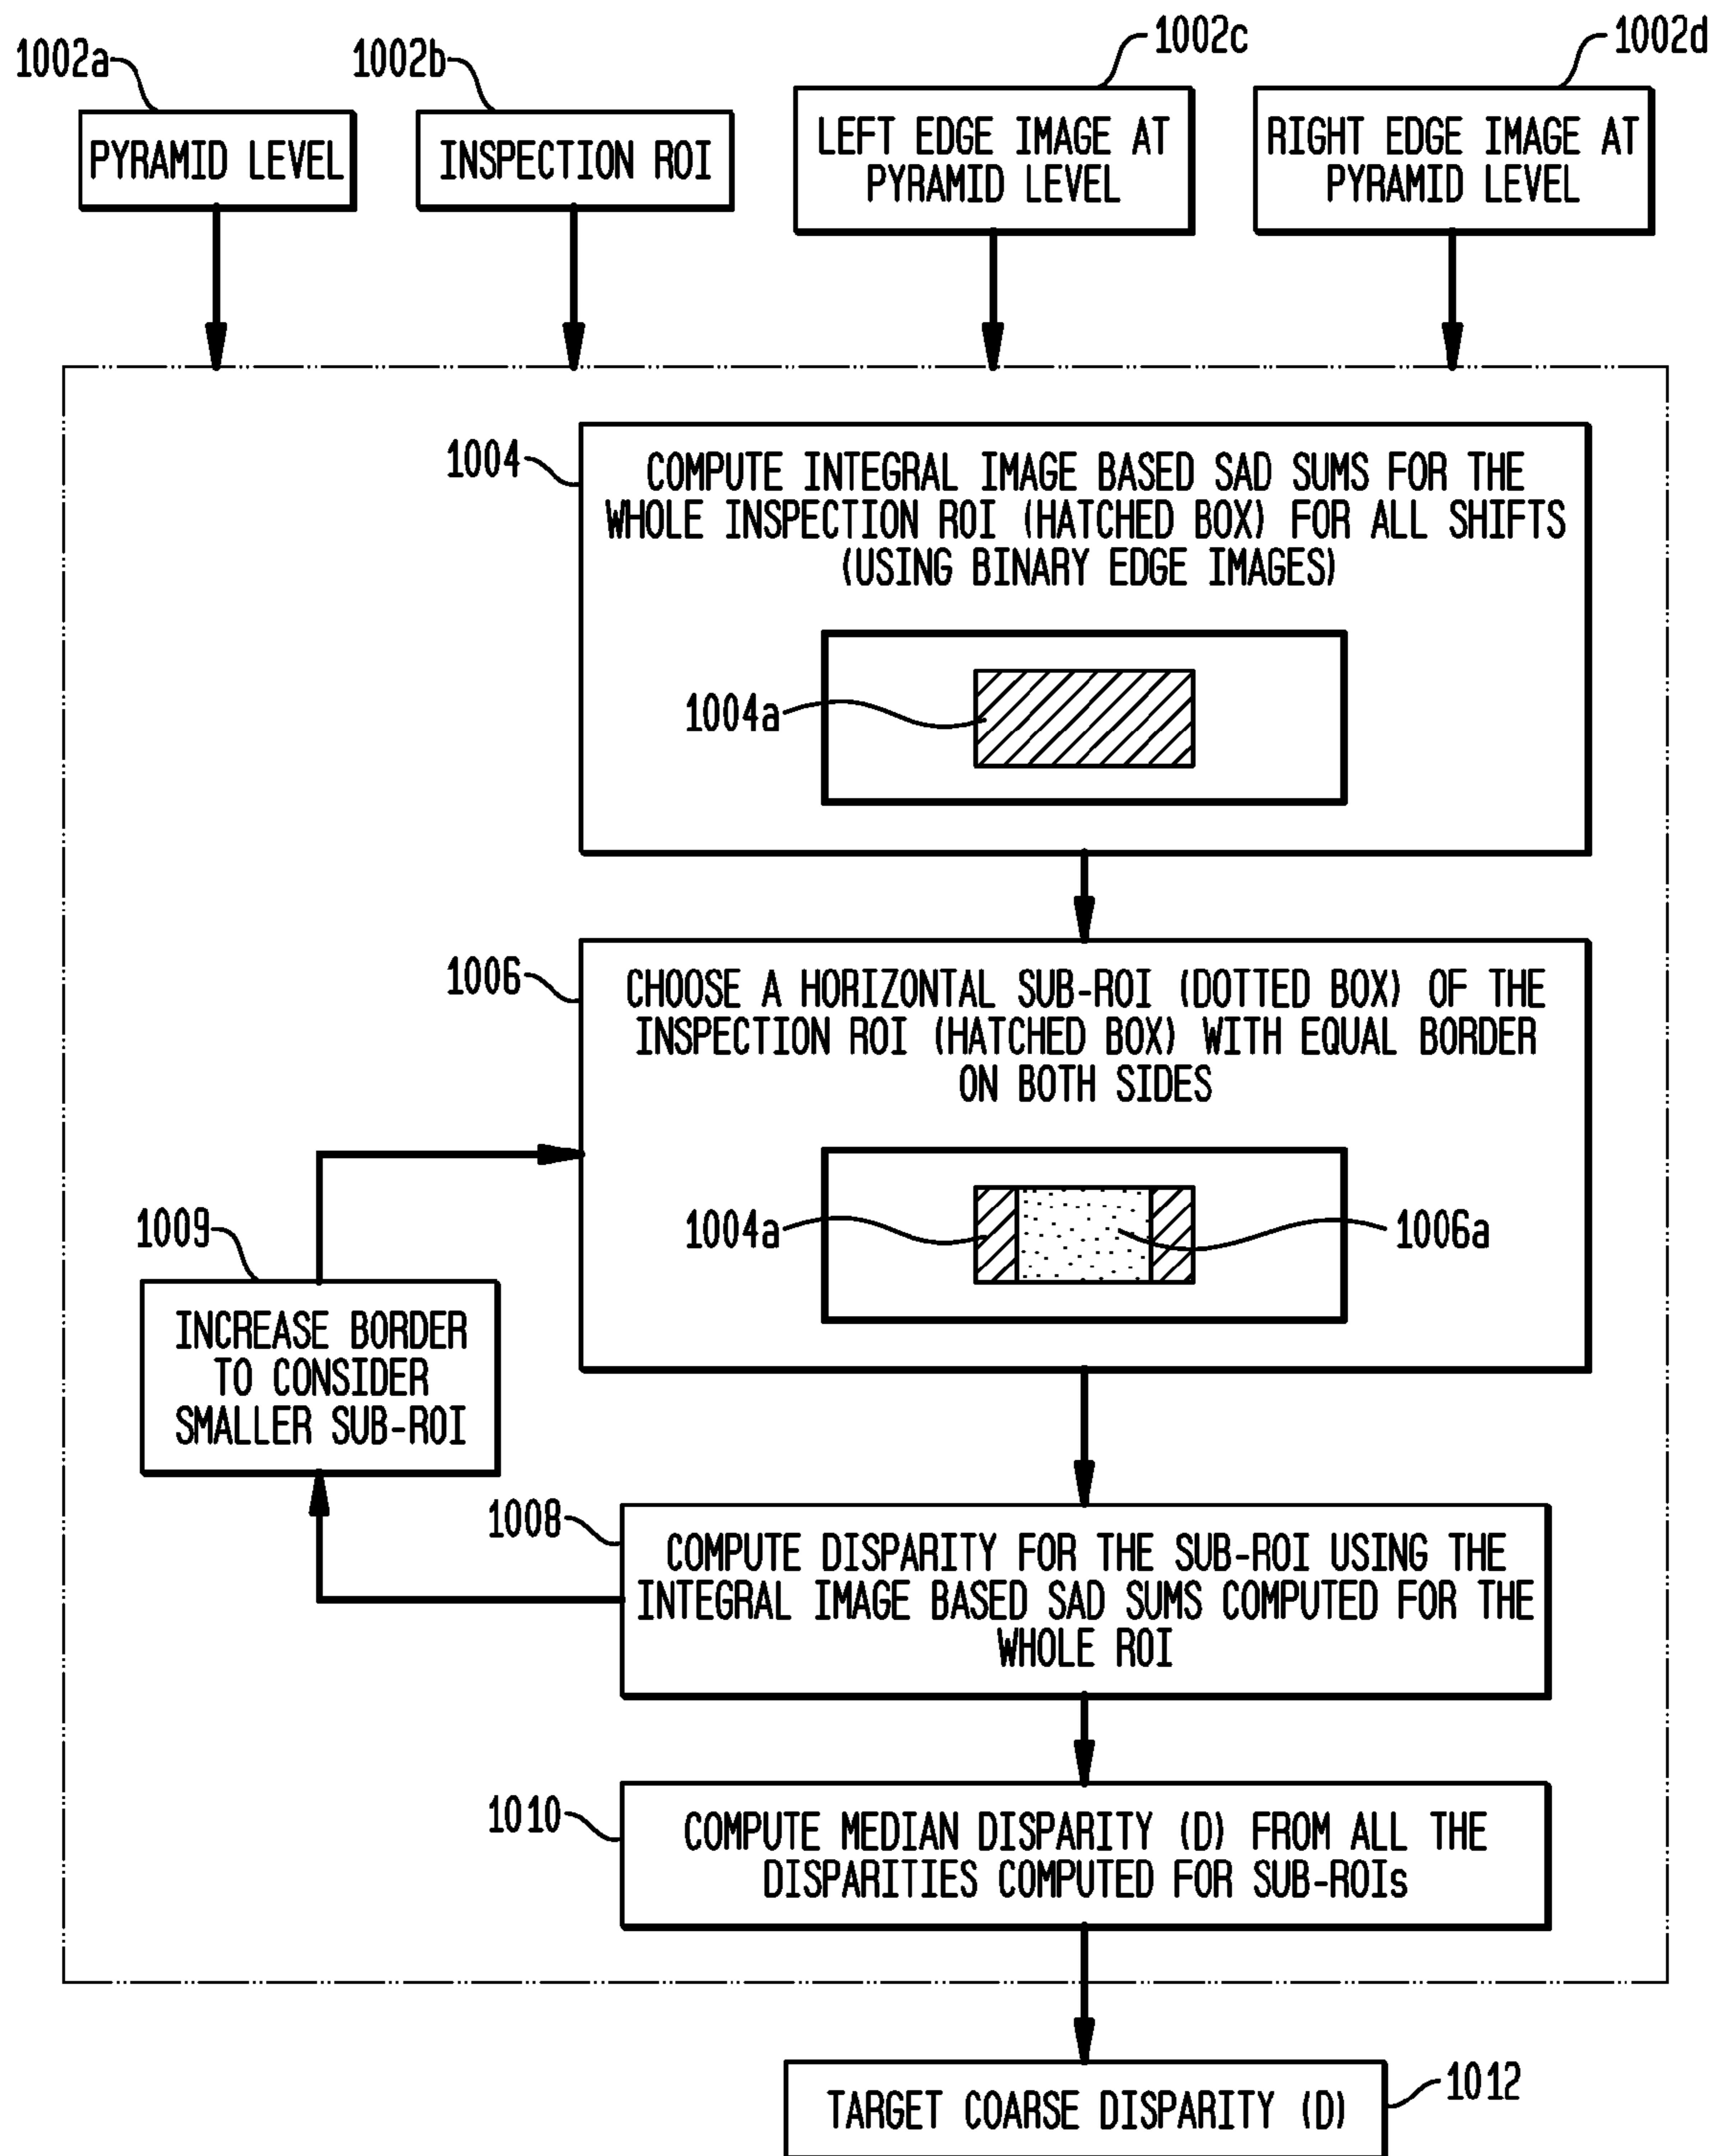 1002a
1002b
1002c
1002d
PYRAMID LEVEL
INSPECTION ROI
LEFT EDGE IMAGE AT
PYRAMID LEVEL
RIGHT EDGE IMAGE AT
PYRAMID LEVEL
1004
COMPUTE INTEGRAL IMAGE BASED SAD SUMS FOR THE
WHOLE INSPECTION ROI (HATCHED BOX) FOR ALL SHIFTS
(USING BINARY EDGE IMAGES)
1004a
1006
CHOOSE A HORIZONTAL SUB-ROI (DOTTED BOX) OF THE
INSPECTION ROI (HATCHED BOX) WITH EQUAL BORDER
ON BOTH SIDES
1004a
1006a
1009
INCREASE BORDER
TO CONSIDER
SMALLER SUB-ROI
1008
COMPUTE DISPARITY FOR THE SUB-ROI USING THE
INTEGRAL IMAGE BASED SAD SUMS COMPUTED FOR THE
WHOLE ROI
1010
COMPUTE MEDIAN DISPARITY (D) FROM ALL THE
DISPARITIES COMPUTED FOR SUB-ROIs
1012
TARGET COARSE DISPARITY (D)